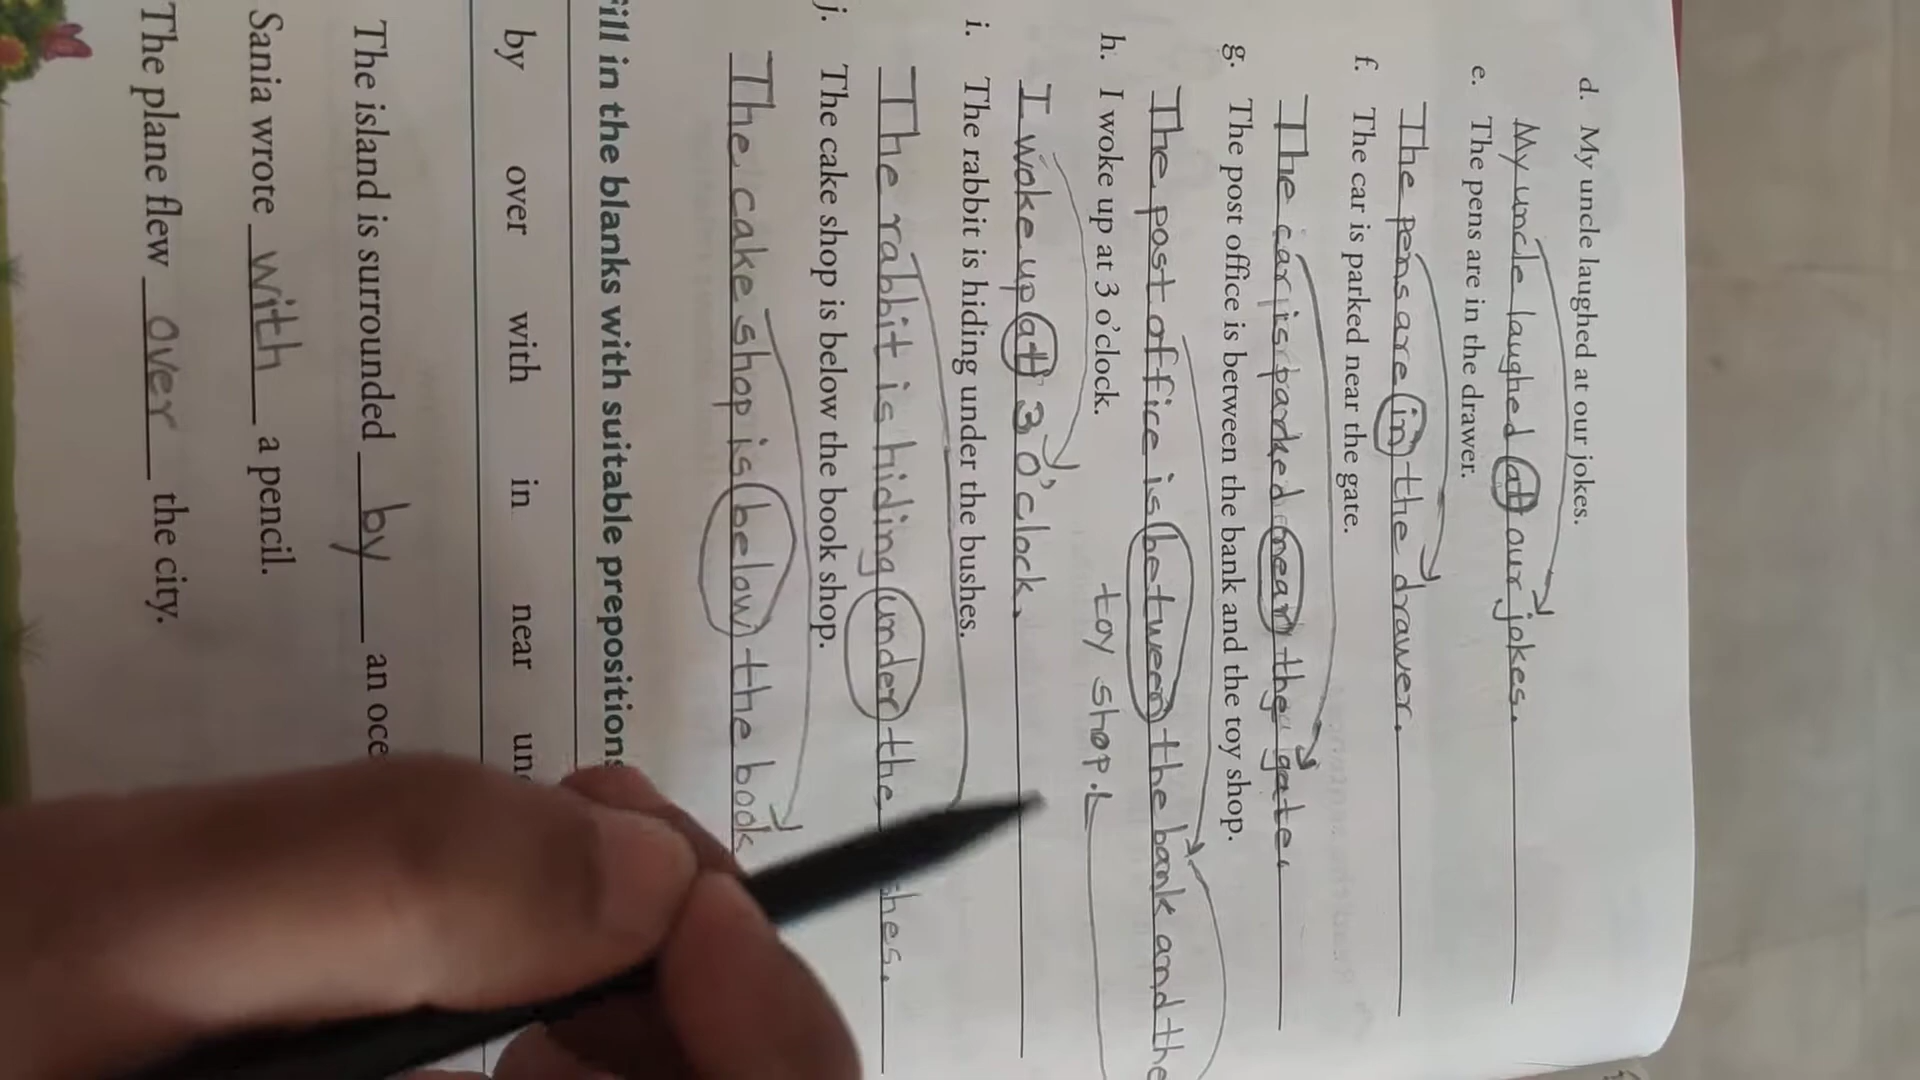 d. My uncle laughed at our jokes.
My uncle laughed at our jokes.
e. The pens are in the drawer.
The pens are in the drawer.
f. The car is parked near the gate.
The car is parked near the gate.
g. The post office is between the bank and the toy shop.
The post office is between the bank and the
toy shop.
h. I woke up at 3 o'clock.
I woke up at 3 o'clock.
i. The rabbit is hiding under the bushes.
The rabbit is hiding under the
j. The cake shop is below the book shop.
The cake shop is below the book
ill in the blanks with suitable prepositions
by over with in near
The island is surrounded by an
Sania wrote with a pencil.
The plane flew over the city.